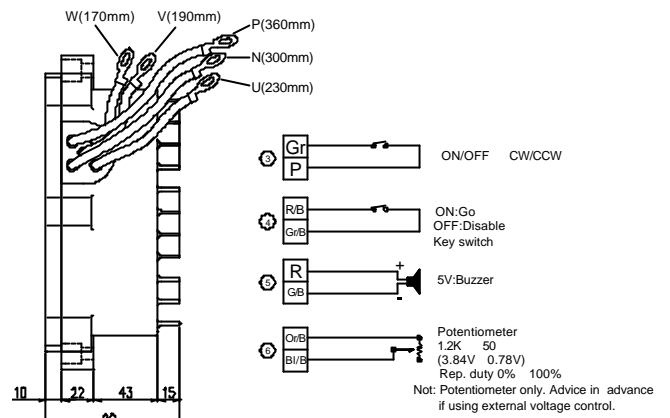 W(170mm)
V(190mm)
P(360mm)
N(300mm)
U(230mm)
3
Gr
P
ON/OFF CW/CCW
4
R/B
Gr/B
ON:Go
OFF:Disable
Key switch
5
R
G/B
+
-
5V:Buzzer
6
Or/B
Bl/B
Potentiometer
1.2K 50
(3.84V 0.78V)
Rep. duty 0% 100%
Not: Potentiometer only. Advice in advance
if using external voltage control.
10 22 43 15